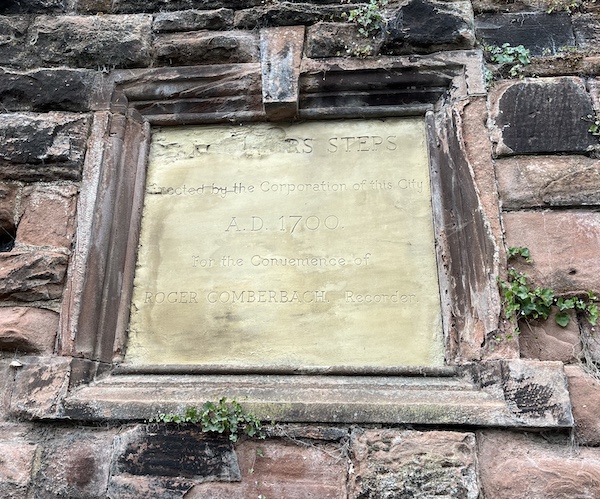 STEPS
Erected by the Corporation of this City
A.D. 1700.
For the Convenience of
ROGER COMBERBACH, Recorder.